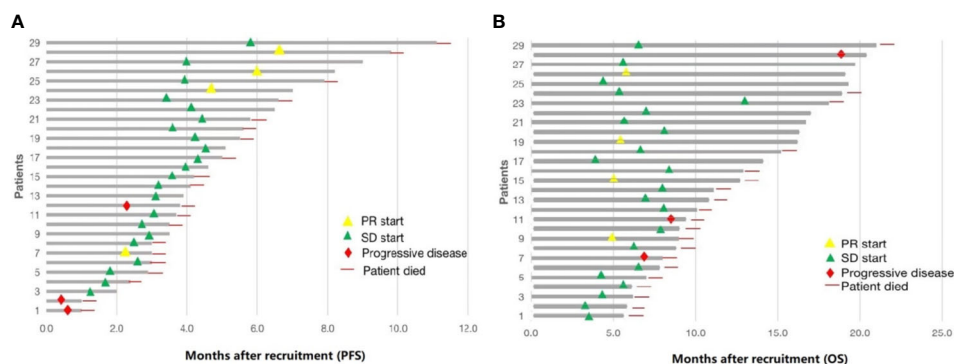 A
29
27
25
23
21
19
17
15
13
11
9
7
5
3
1
Patients
0.0 2.0 4.0 6.0 8.0 10.0 12.0
Months after recruitment (PFS)
PR start
SD start
Progressive disease
Patient died
B
29
27
25
23
21
19
17
15
13
11
9
7
5
3
1
Patients
0.0 5.0 10.0 15.0 20.0 25.0
Months after recruitment (OS)
PR start
SD start
Progressive disease
Patient died